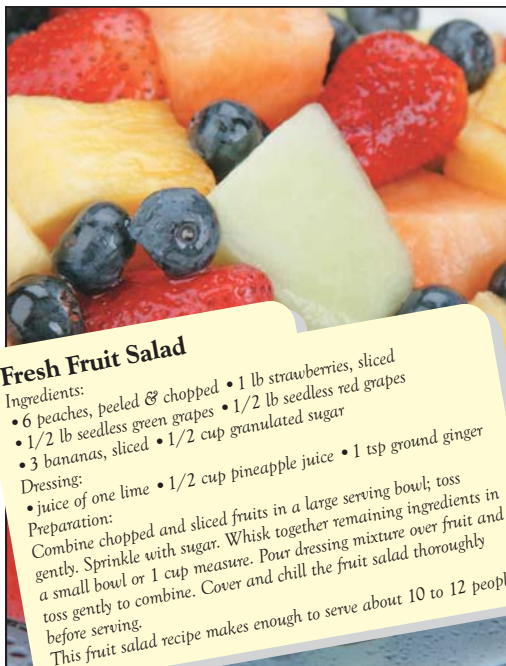 Fresh Fruit Salad
Ingredients:
• 6 peaches, peeled & chopped • 1 lb strawberries, sliced
• 1/2 lb seedless green grapes • 1/2 lb seedless red grapes
• 3 bananas, sliced • 1/2 cup granulated sugar
Dressing:
• juice of one lime • 1/2 cup pineapple juice • 1 tsp ground ginger
Preparation:
Combine chopped and sliced fruits in a large serving bowl; toss
gently. Sprinkle with sugar. Whisk together remaining ingredients in
a small bowl or 1 cup measure. Pour dressing mixture over fruit and
toss gently to combine. Cover and chill the fruit salad thoroughly
before serving.
This fruit salad recipe makes enough to serve about 10 to 12 peopl